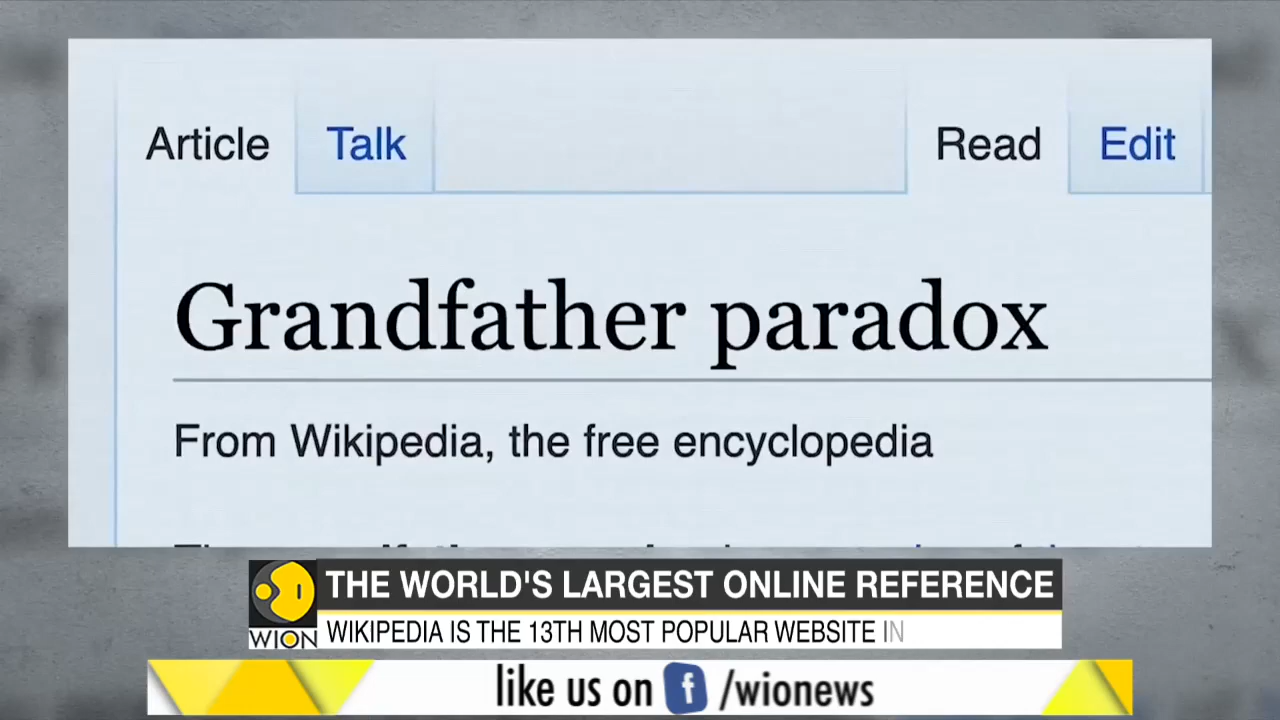 Article Talk Read Edit
Grandfather paradox
From Wikipedia, the free encyclopedia
THE WORLD'S LARGEST ONLINE REFERENCE
WION WIKIPEDIA IS THE 13TH MOST POPULAR WEBSITE IN
like us on f /wionews